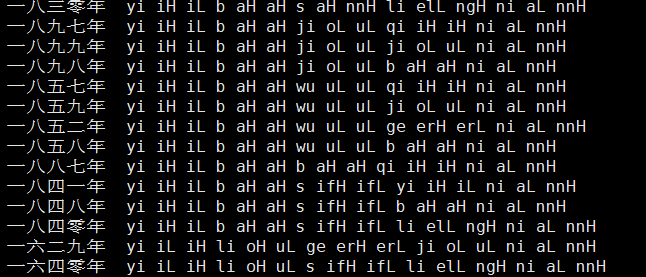 一八三零年 yi iH iL b aH aH s aH nnH li elL ngH ni aL nnH
一八九七年 yi iH iL b aH aH ji oL uL qi iH iH ni aL nnH
一八九九年 yi iH iL b aH aH ji oL uL ji oL uL ni aL nnH
一八九八年 yi iH iL b aH aH ji oL uL b aH aH ni aL nnH
一八五七年 yi iH iL b aH aH wu uL uL qi iH iH ni aL nnH
一八五九年 yi iH iL b aH aH wu uL uL ji oL uL ni aL nnH
一八五二年 yi iH iL b aH aH wu uL uL ge erH erL ni aL nnH
一八五八年 yi iH iL b aH aH wu uL uL b aH aH ni aL nnH
一八八七年 yi iH iL b aH aH b aH aH qi iH iH ni aL nnH
一八四一年 yi iH iL b aH aH s ifH ifL yi iH iL ni aL nnH
一八四八年 yi iH iL b aH aH s ifH ifL b aH aH ni aL nnH
一八四零年 yi iH iL b aH aH s ifH ifL li elL ngH ni aL nnH
一六二九年 yi iL iH li oH uL ge erH erL ji oL uL ni aL nnH
一六四零年 yi iL iH li oH uL s ifH ifL li elL ngH ni aL nnH